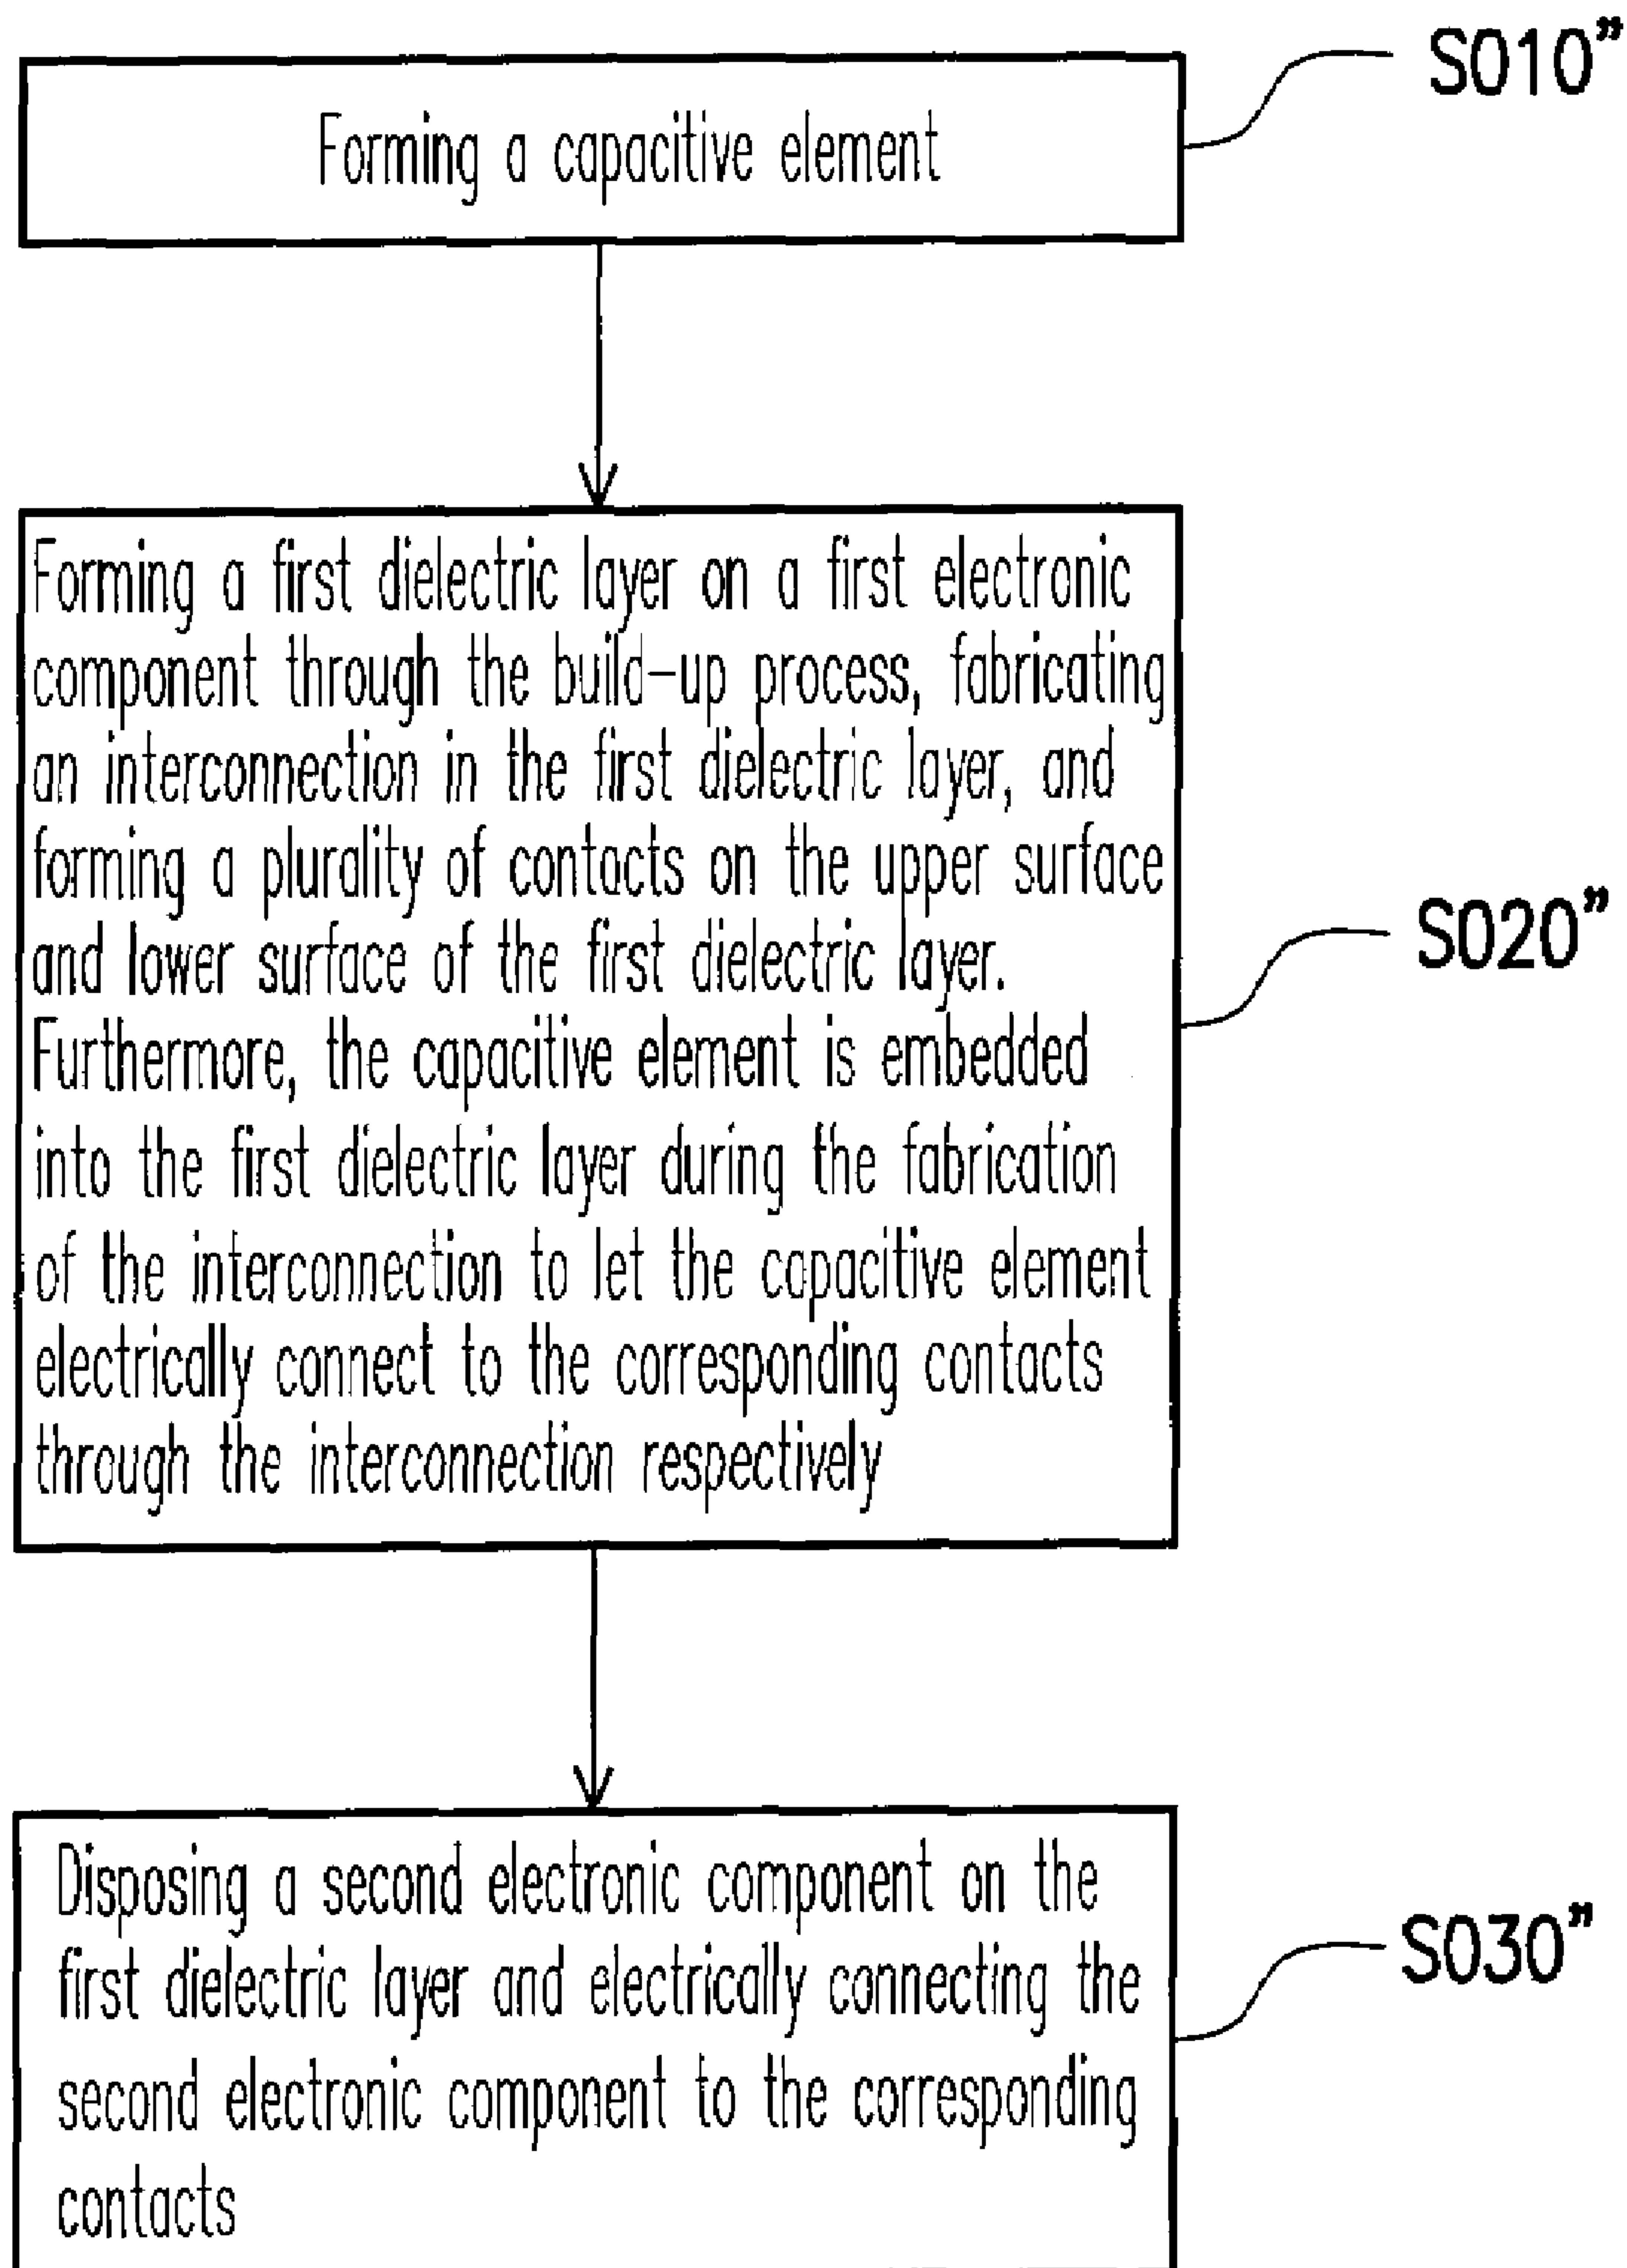 S010”
Forming a capacitive element
Forming a first dielectric layer on a first electronic
component through the build-up process, fabricating
an interconnection in the first dielectric layer, and
forming a plurality of contacts on the upper surface
and lower surface of the first dielectric layer.
Furthermore, the capacitive element is embedded
into the first dielectric layer during the fabrication
of the interconnection to let the capacitive element
electrically connect to the corresponding contacts
through the interconnection respectively
S020”
Disposing a second electronic component on the
first dielectric layer and electrically connecting the
second electronic component to the corresponding
contacts
S030”